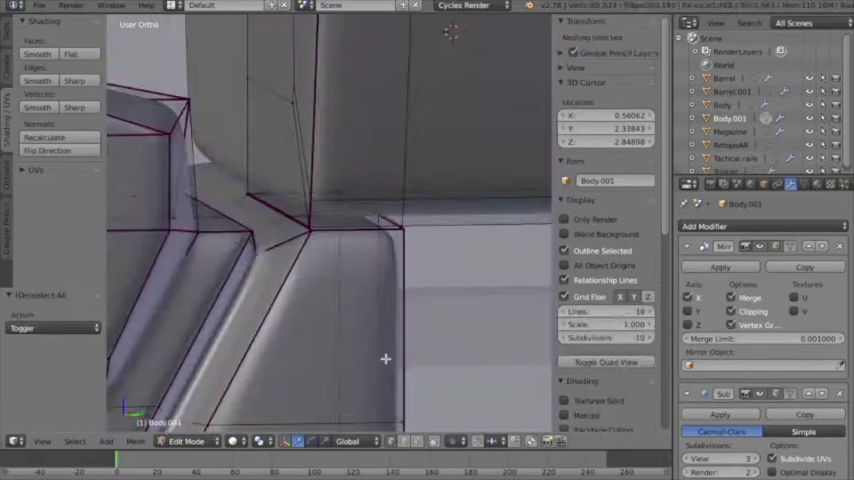 File Render Window Help Default Scene Cycles Render
View Search All Scenes
Shading
User Ortho
Transform
Scene
Faces:
Grease Pencil Layers
RenderLayers
Smooth Flat
View
World
Edges:
3D Cursor
Barrel
Smooth Sharp
Location:
Barrel.001
Vertices:
X: 0.56062
Body
Smooth Sharp
Y: 2.33843
Body.001
Normals:
Z: 2.84898
Magazine
Recalculate
Item
RetopoAR
Flip Direction
Body.001
Tactical rails
UVs
Display
Trigger
Only Render
World Background
Body.001
Outline Selected
Add Modifier
All Object Origins
Relationship Lines
Mirr
(De)select All
Grid Floo X Y Z
Apply Copy
Action
Lines: 16
Axis: Options: Textures:
Toggle
Scale: 1.000
X Merge U
Subdivisions: 10
Y Clipping V
Z Vertex Gr...
Toggle Quad View
Merge Limit: 0.001000
Mirror Object:
Shading
Textured Solid
Sub
Matcap
Apply Copy
(1) Body.001
Catmull-Clark Simple
View Select Add Mesh Edit Mode Global
Subdivisions: Options:
View: 3 Subdivide UVs
Render: 2 Optimal Display
-40 -20 0 20 40 60 80 100 120 140 160 180 200 220 240 260